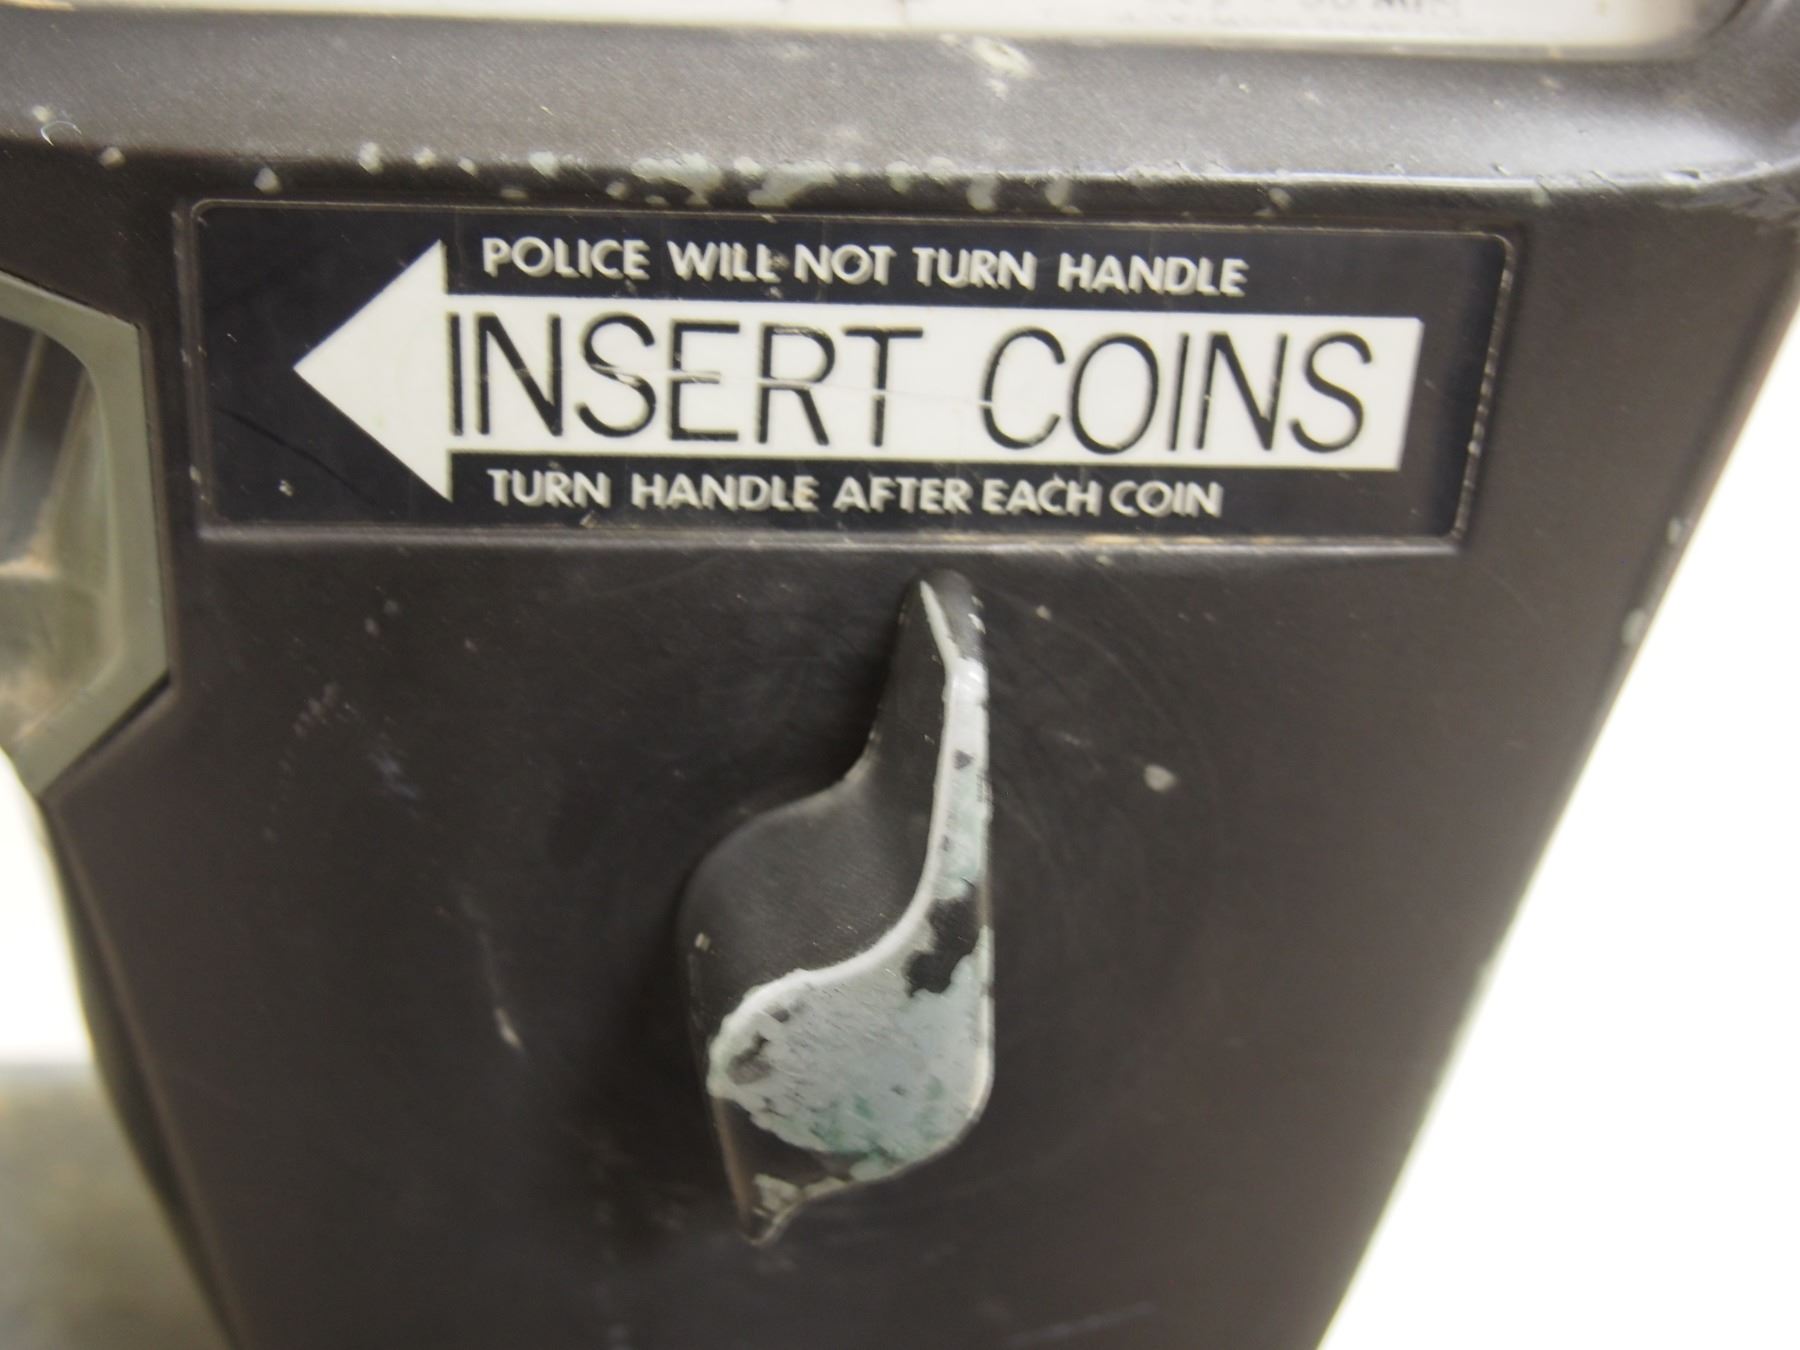 POLICE WILL NOT TURN HANDLE
INSERT COINS
TURN HANDLE AFTER EACH COIN